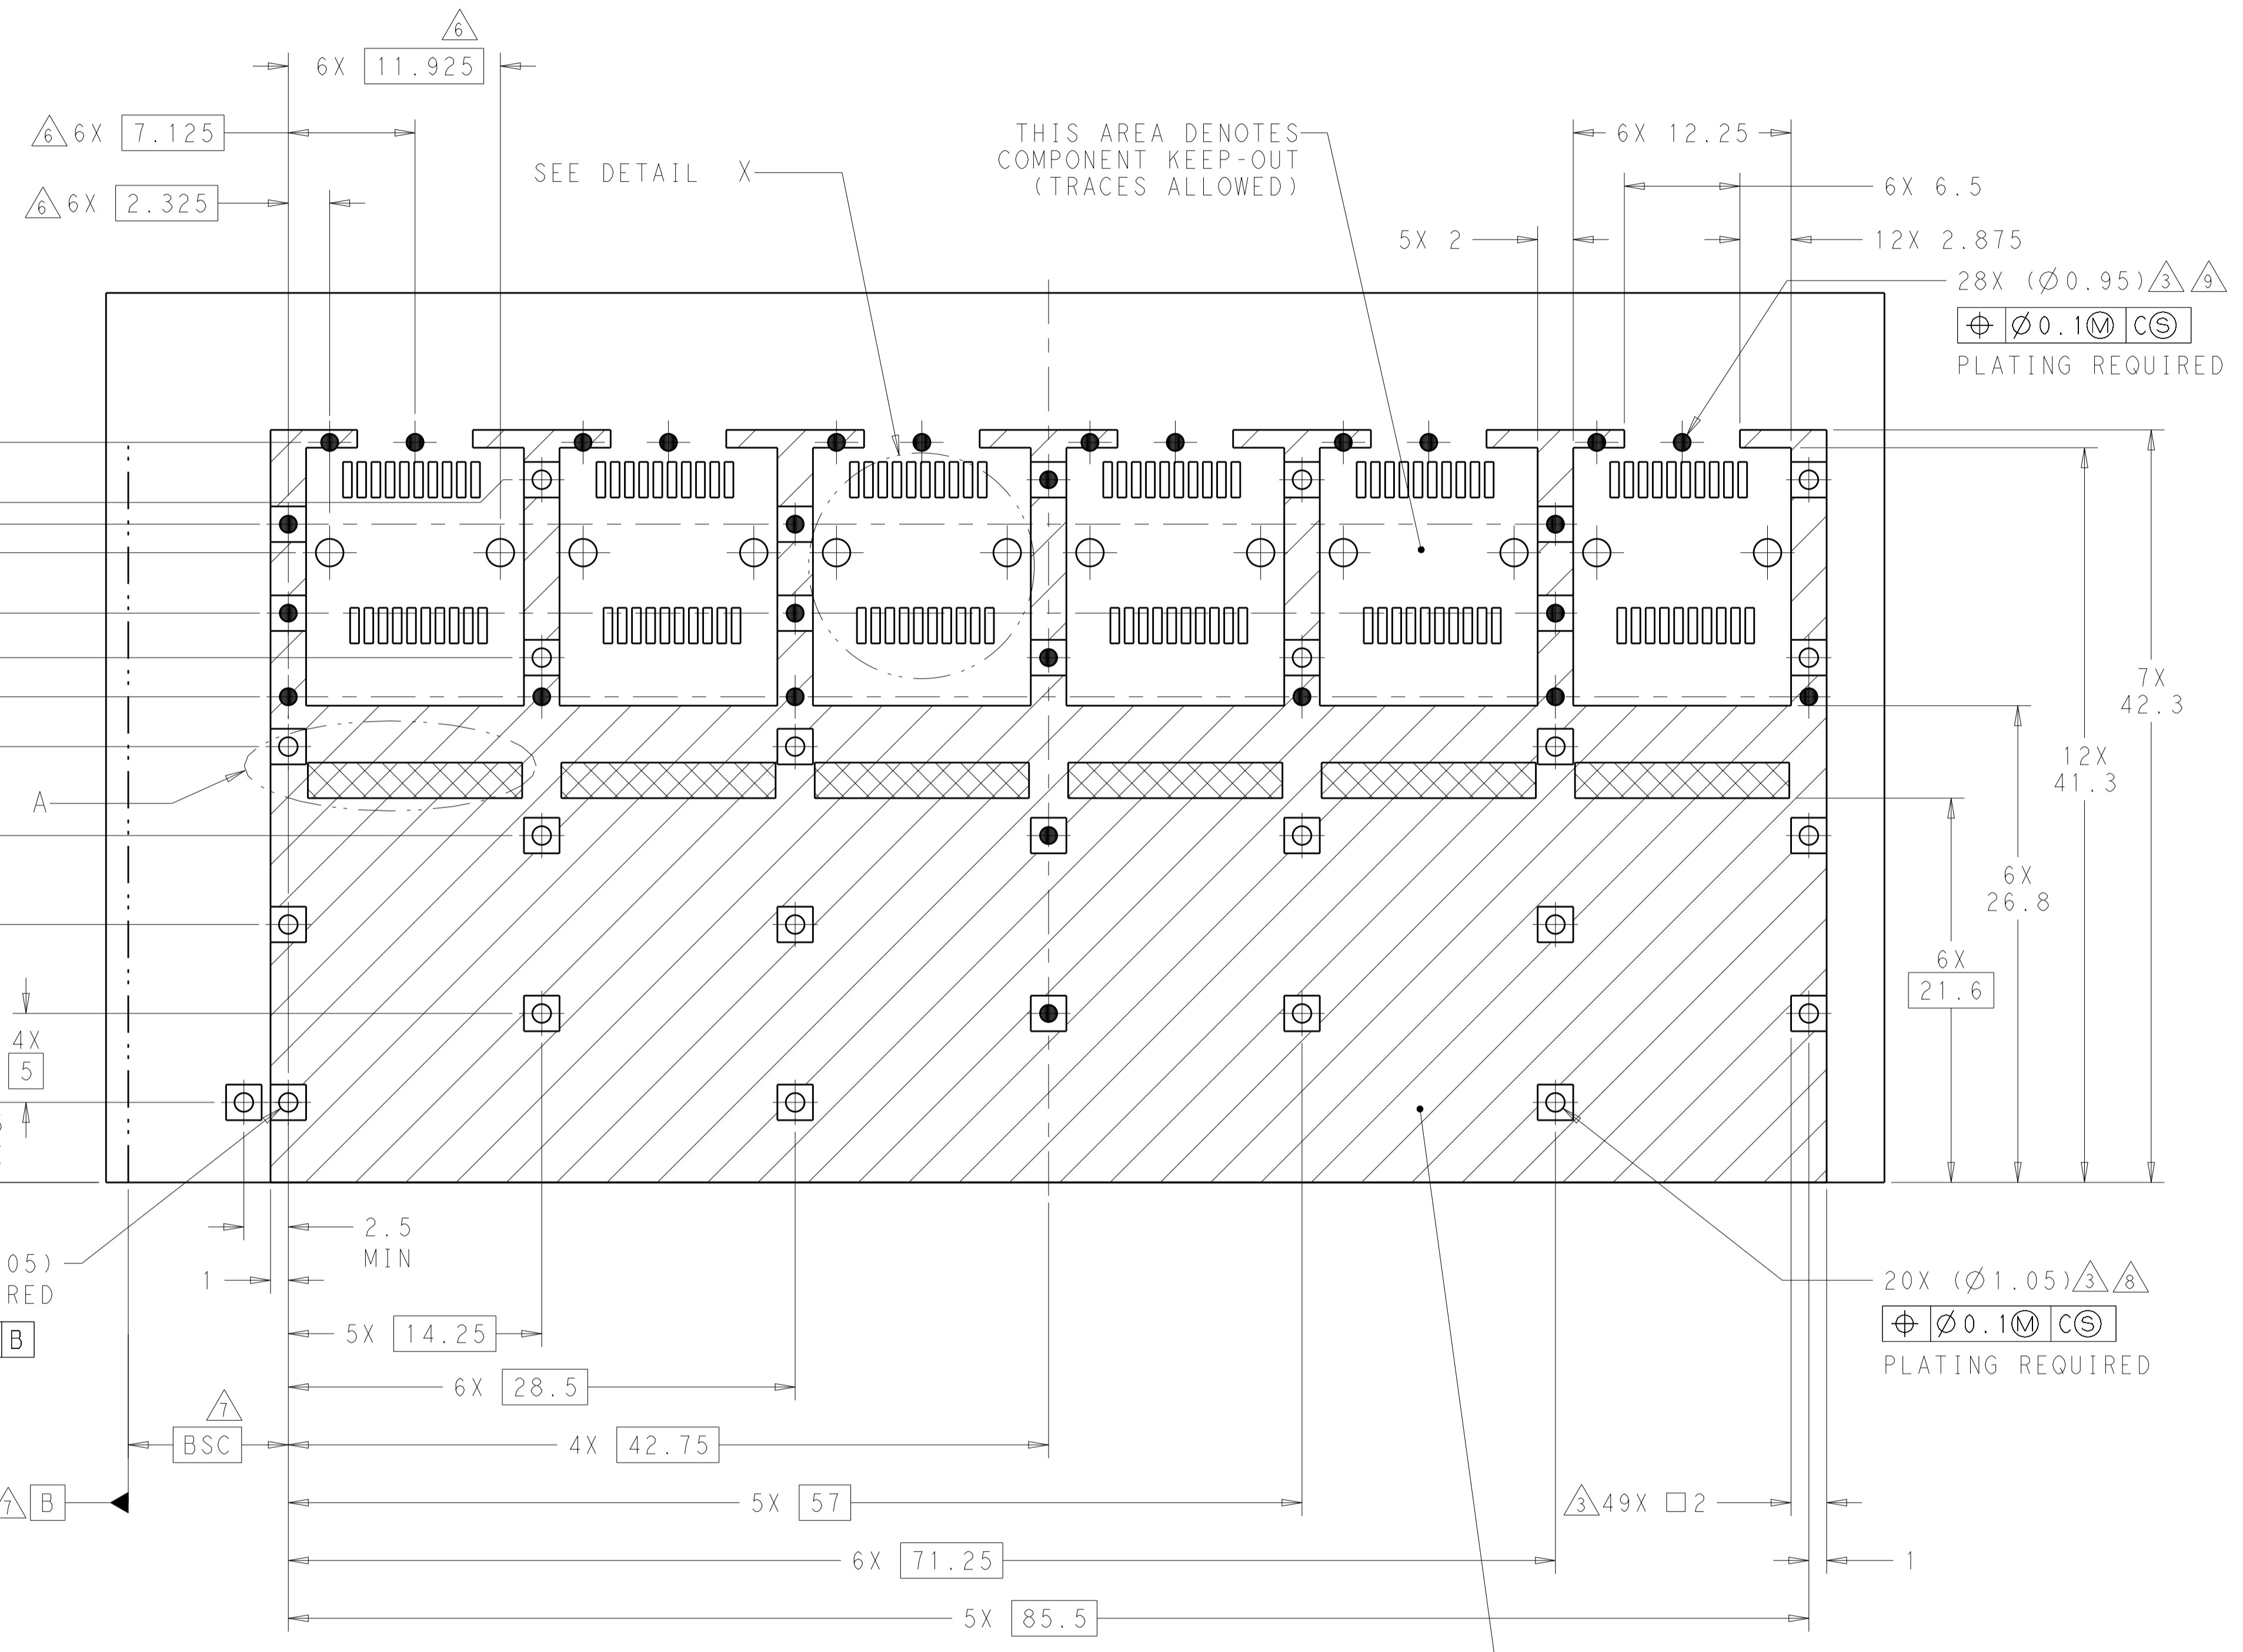 6
6X 11.925
6 6X 7.125
6 6X 2.325
SEE DETAIL X
THIS AREA DENOTES
COMPONENT KEEP-OUT
(TRACES ALLOWED)
6X 12.25
6X 6.5
5X 2
12X 2.875
28X (Ø0.95) 3 9
⌖ Ø0.1Ⓜ CⓈ
PLATING REQUIRED
7X
42.3
12X
41.3
6X
26.8
6X
21.6
A
4X
5
2.5
MIN
05)
RED
1
B
20X (Ø1.05) 3 8
⌖ Ø0.1Ⓜ CⓈ
PLATING REQUIRED
5X 14.25
6X 28.5
7
BSC
4X 42.75
7 B
5X 57
3 49X □2
6X 71.25
1
5X 85.5